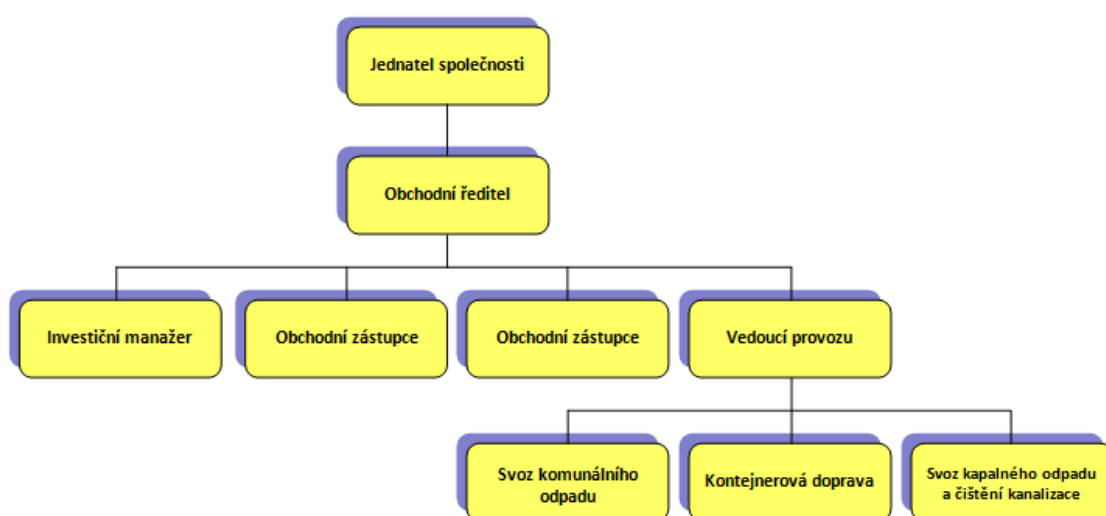 Jednatel společnosti
Obchodní ředitel
Investiční manažer
Obchodní zástupce
Obchodní zástupce
Vedoucí provozu
Svoz komunálního
odpadu
Kontejnerová doprava
Svoz kapalného odpadu
a čištění kanalizace